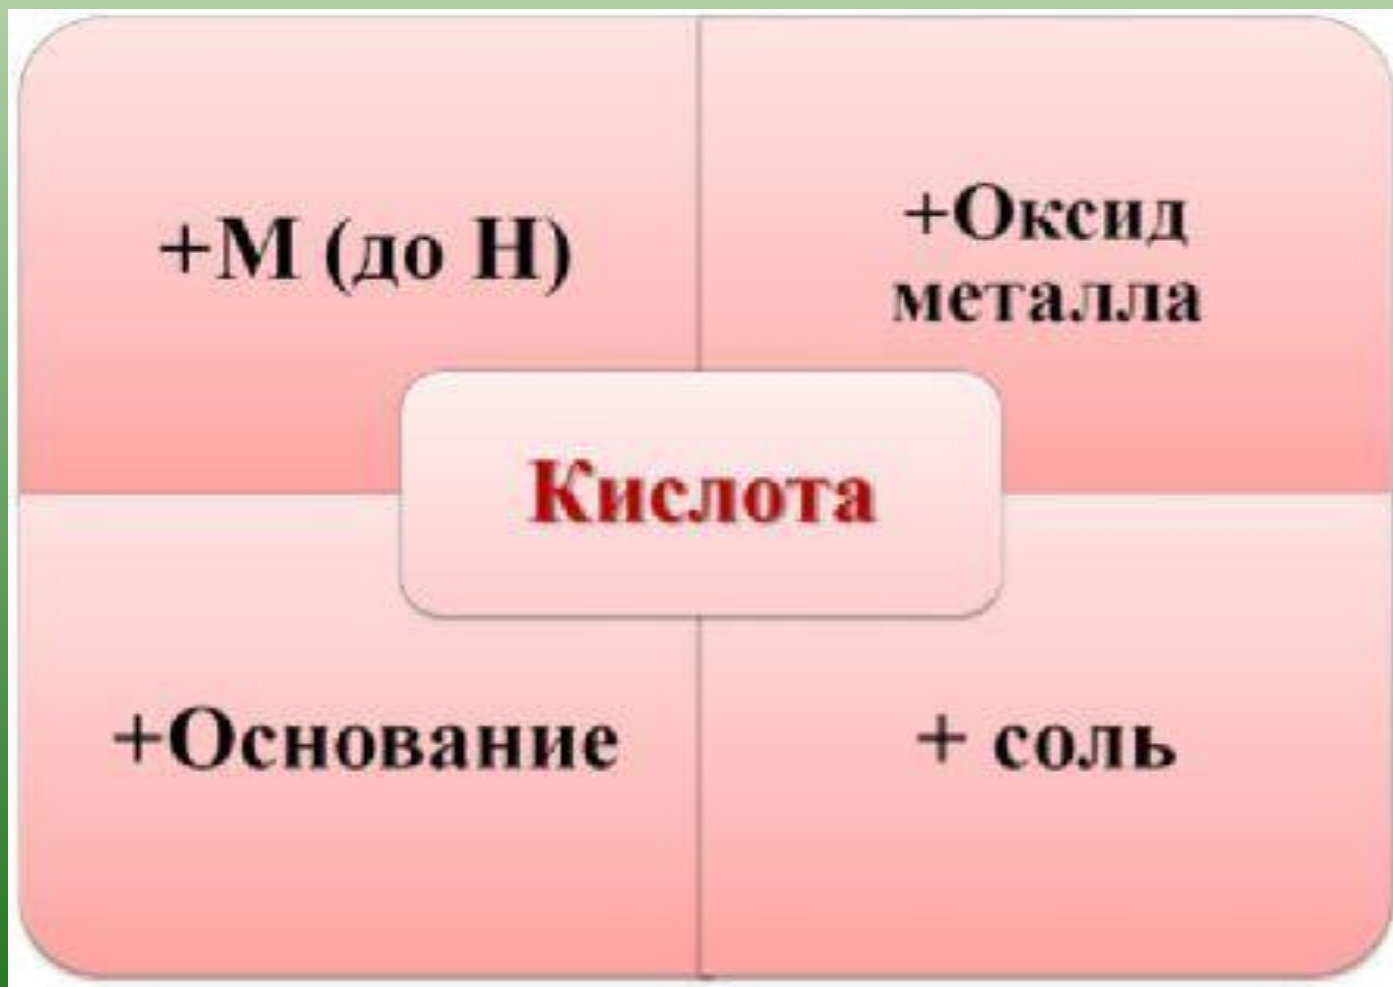 +М (до Н)
+Оксид
металла
Кислота
+Основание
+ соль